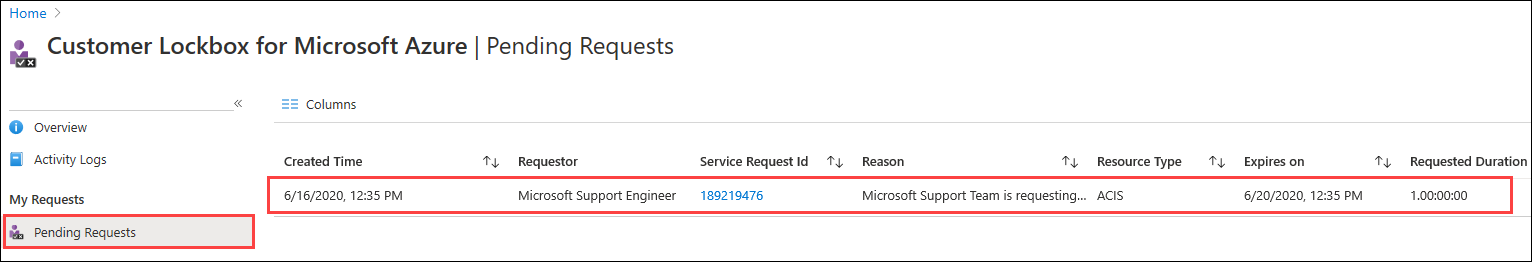 Home >
Customer Lockbox for Microsoft Azure | Pending Requests
«
Columns
Overview
Activity Logs
My Requests
Pending Requests
Created Time Requestor Service Request Id Reason Resource Type Expires on Requested Duration
6/16/2020, 12:35 PM Microsoft Support Engineer 189219476 Microsoft Support Team is requesting... ACIS 6/20/2020, 12:35 PM 1.00:00:00